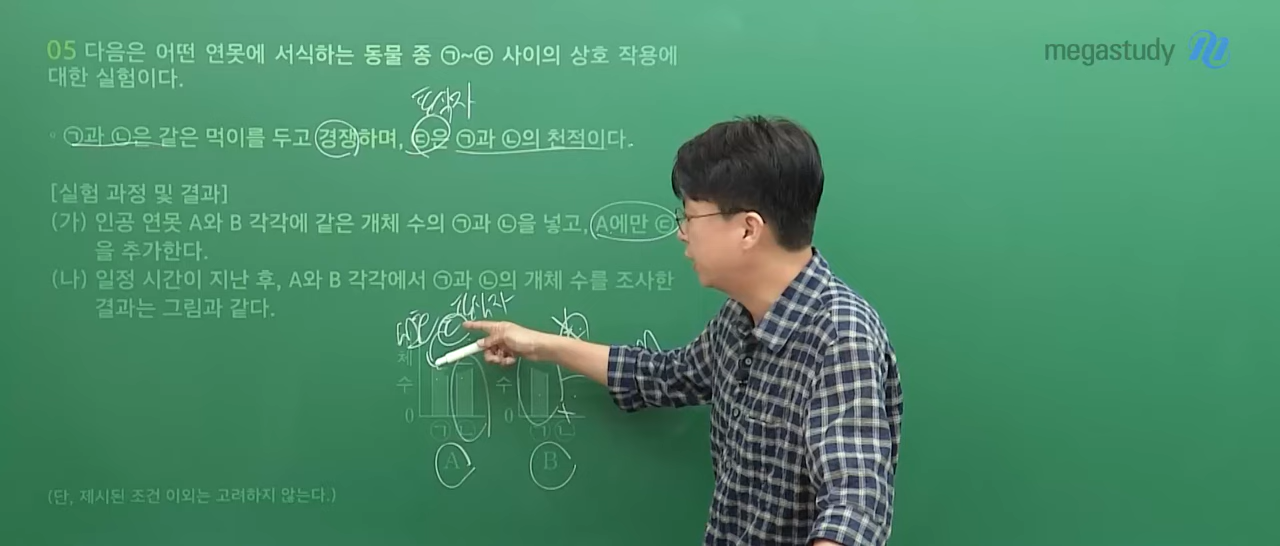 megastudy
05 다음은 어떤 연못에 서식하는 동물 종 ㉠~㉢ 사이의 상호 작용에
대한 실험이다.
포식자
◦ ㉠과 ㉡은 같은 먹이를 두고 경쟁하며, ㉢은 ㉠과 ㉡의 천적이다.
[실험 과정 및 결과]
(가) 인공 연못 A와 B 각각에 같은 개체 수의 ㉠과 ㉡을 넣고, A에만 ㉢
을 추가한다.
(나) 일정 시간이 지난 후, A와 B 각각에서 ㉠과 ㉡의 개체 수를 조사한
결과는 그림과 같다.
포식자
㉢
체
수 수
0 0
㉠ ㉡ ㉠ ㉡
A B
(단, 제시된 조건 이외는 고려하지 않는다.)